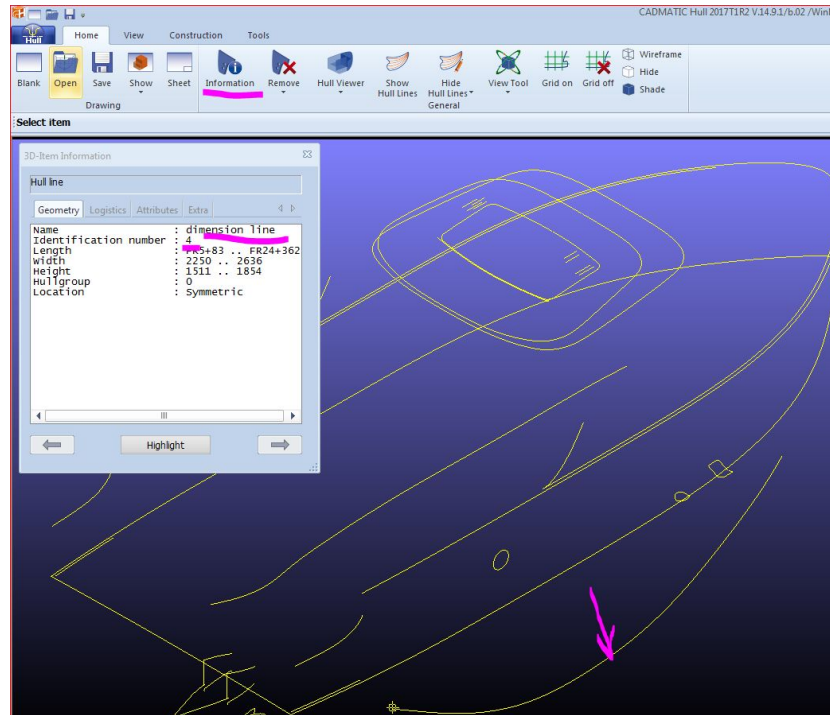 CADMATIC Hull 2017T1R2 V.14.9.1/b.02 /Win
Hull Home View Construction Tools
Blank Open Save Show Sheet Information Remove Hull Viewer Show Hull Lines Hide Hull Lines View Tool Grid on Grid off Wireframe
Hide
Shade
Drawing General
Select item
3D-Item Information
Hull line
Geometry Logistics Attributes Extra
Name : dimension line
Identification number : 4
Length : FR5+83 .. FR24+362
Width : 2250 .. 2636
Height : 1511 .. 1854
Hullgroup : 0
Location : Symmetric
Highlight